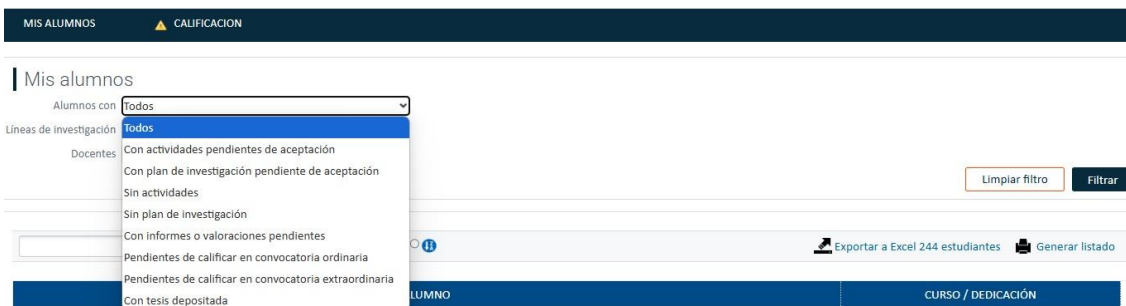 MIS ALUMNOS CALIFICACION
Mis alumnos
Alumnos con Todos
Líneas de investigación Todos
Docentes Con actividades pendientes de aceptación
Con plan de investigación pendiente de aceptación
Limpiar filtro Filtrar
Sin actividades
Sin plan de investigación
Con informes o valoraciones pendientes
Exportar a Excel 244 estudiantes Generar listado
Pendientes de calificar en convocatoria ordinaria
Pendientes de calificar en convocatoria extraordinaria
Con tesis depositada LUMNO CURSO / DEDICACIÓN